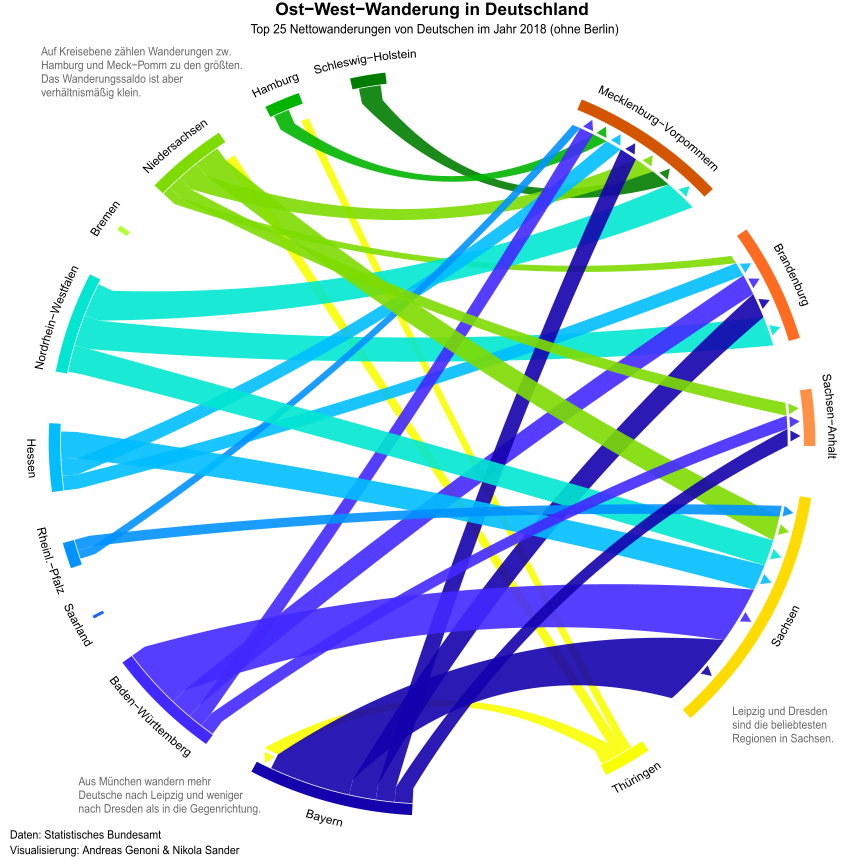 Ost−West−Wanderung in Deutschland
Top 25 Nettowanderungen von Deutschen im Jahr 2018 (ohne Berlin)
Auf Kreisebene zählen Wanderungen zw.
Hamburg und Meck−Pomm zu den größten.
Das Wanderungssaldo ist aber
verhältnismäßig klein.
Schleswig−Holstein
Hamburg
Mecklenburg−Vorpommern
Niedersachsen
Bremen
Brandenburg
Nordrhein−Westfalen
Sachsen−Anhalt
Hessen
Rheinl.−Pfalz
Saarland
Sachsen
Baden−Württemberg
Leipzig und Dresden
sind die beliebtesten
Regionen in Sachsen.
Thüringen
Aus München wandern mehr
Deutsche nach Leipzig und weniger
nach Dresden als in die Gegenrichtung.
Bayern
Daten: Statistisches Bundesamt
Visualisierung: Andreas Genoni & Nikola Sander